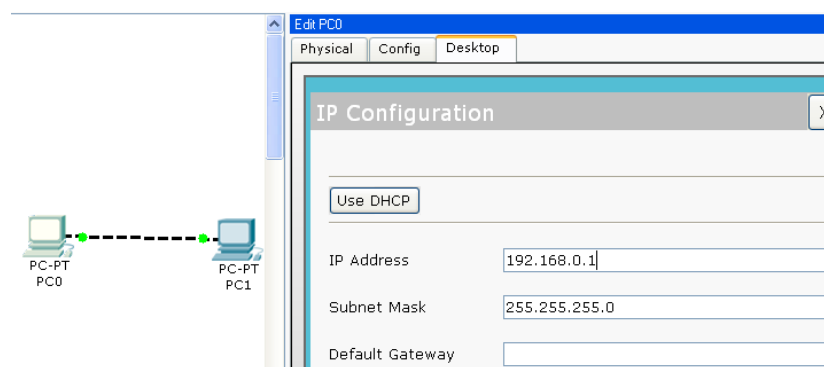 Edit PC0
Physical Config Desktop
IP Configuration
X
Use DHCP
IP Address 192.168.0.1
Subnet Mask 255.255.255.0
Default Gateway
PC-PT
PC0
PC-PT
PC1